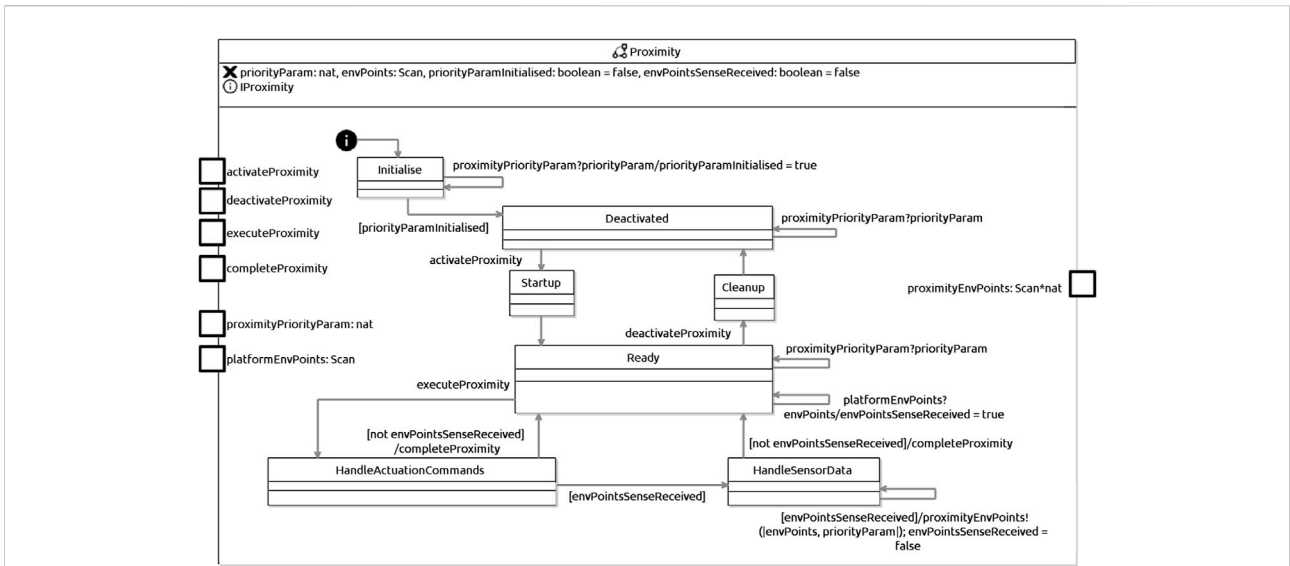 Proximity
priorityParam: nat, envPoints: Scan, priorityParamInitialised: boolean = false, envPointsSenseReceived: boolean = false
IProximity
i
activateProximity
deactivateProximity
executeProximity
completeProximity
proximityPriorityParam: nat
platformEnvPoints: Scan
Initialise
proximityPriorityParam?priorityParam/priorityParamInitialised = true
[priorityParamInitialised]
Deactivated
proximityPriorityParam?priorityParam
activateProximity
Startup
Cleanup
proximityEnvPoints: Scan*nat
deactivateProximity
Ready
proximityPriorityParam?priorityParam
executeProximity
platformEnvPoints?
envPoints/envPointsSenseReceived = true
[not envPointsSenseReceived]
/completeProximity
[not envPointsSenseReceived]/completeProximity
HandleActuationCommands
HandleSensorData
[envPointsSenseReceived]
[envPointsSenseReceived]/proximityEnvPoints!
(|envPoints, priorityParam|); envPointsSenseReceived =
false